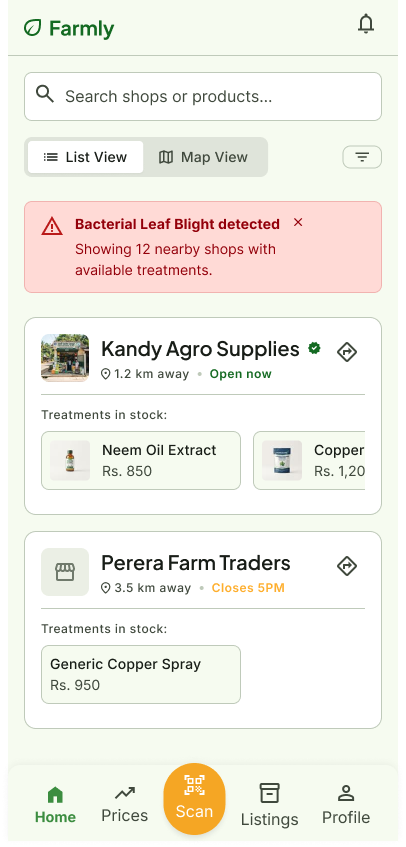 Farmly
Search shops or products...
List View
Map View
Bacterial Leaf Blight detected
Showing 12 nearby shops with
available treatments.
Kandy Agro Supplies
1.2 km away • Open now
Treatments in stock:
Neem Oil Extract
Rs. 850
Copper
Rs. 1,20
Perera Farm Traders
3.5 km away • Closes 5PM
Treatments in stock:
Generic Copper Spray
Rs. 950
Home
Prices
Scan
Listings
Profile